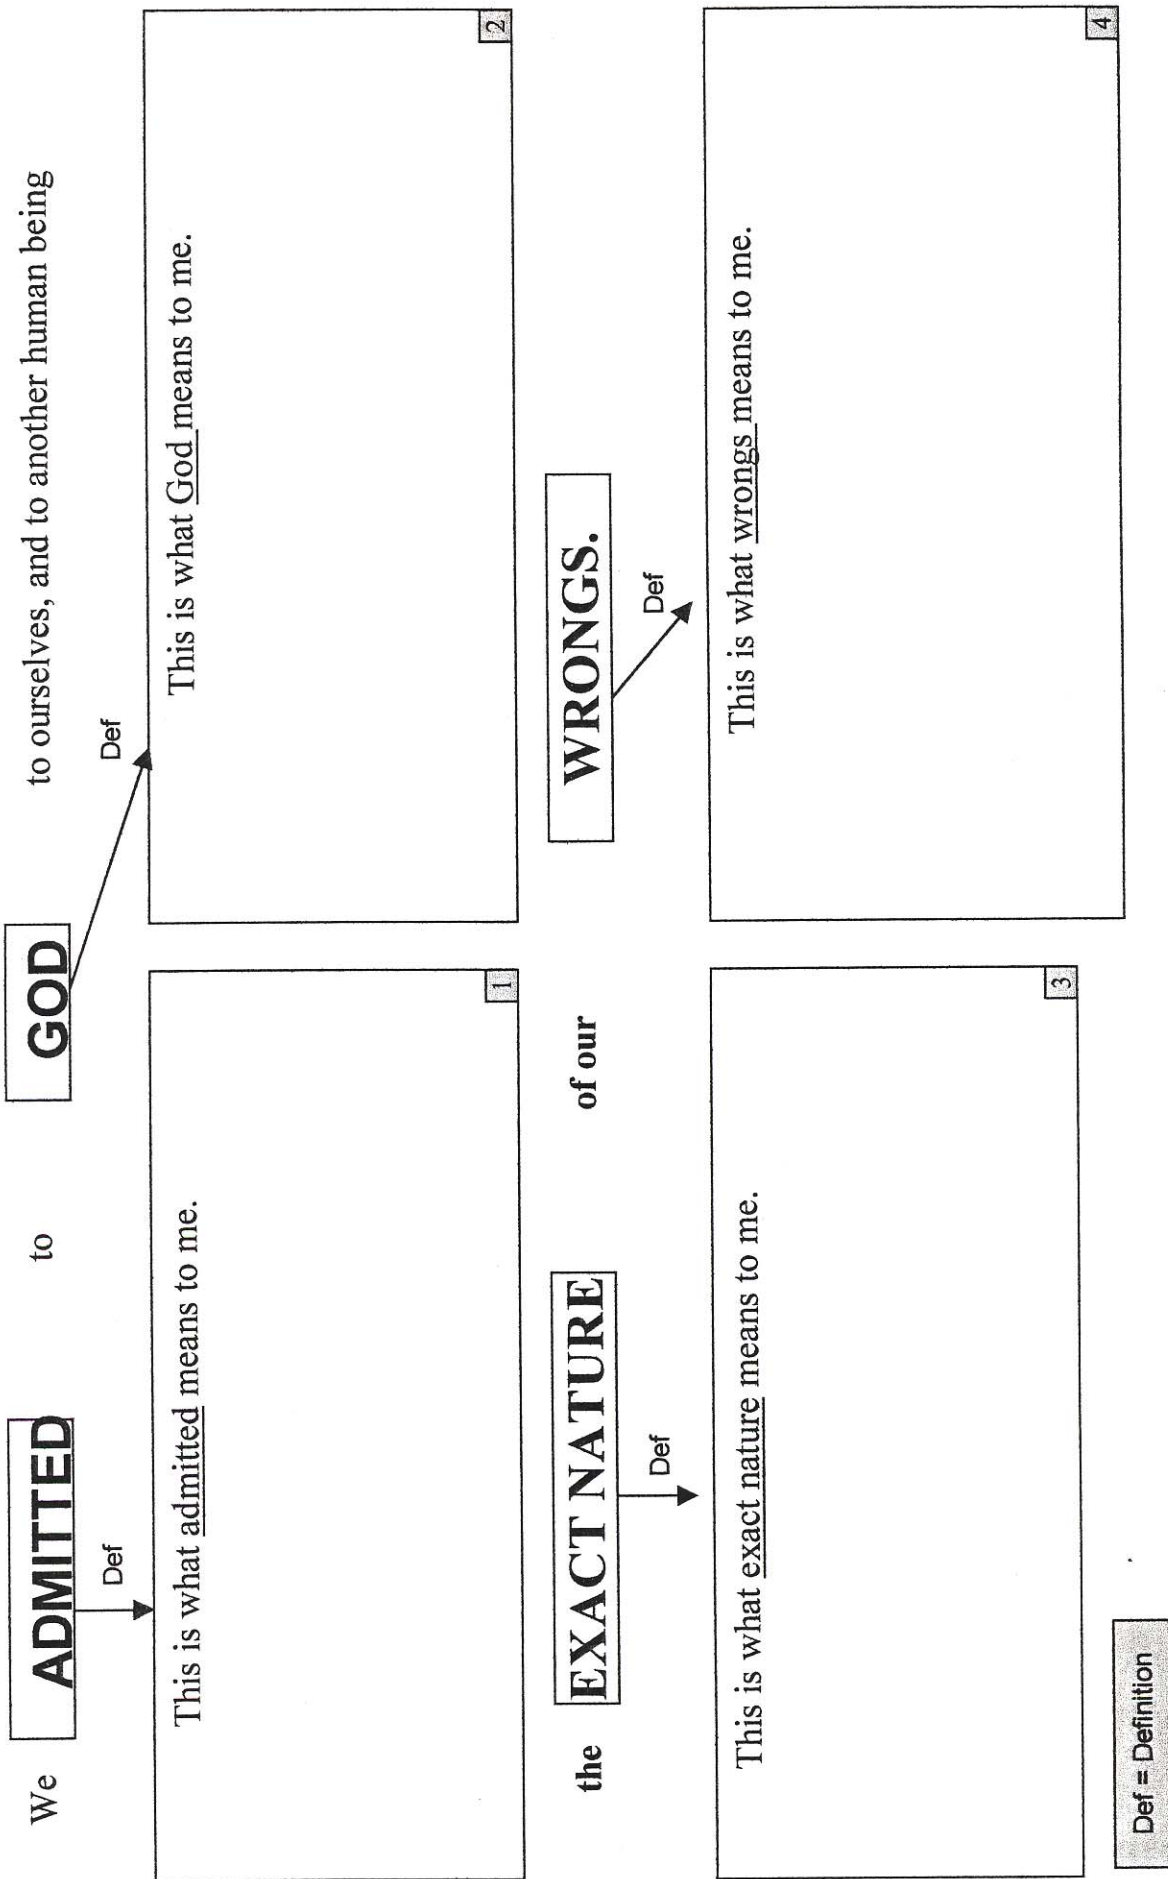 We ADMITTED to GOD to ourselves, and to another human being
Def
Def
This is what admitted means to me.
1
This is what God means to me.
2
the EXACT NATURE of our WRONGS.
Def
Def
This is what exact nature means to me.
3
This is what wrongs means to me.
4
Def = Definition